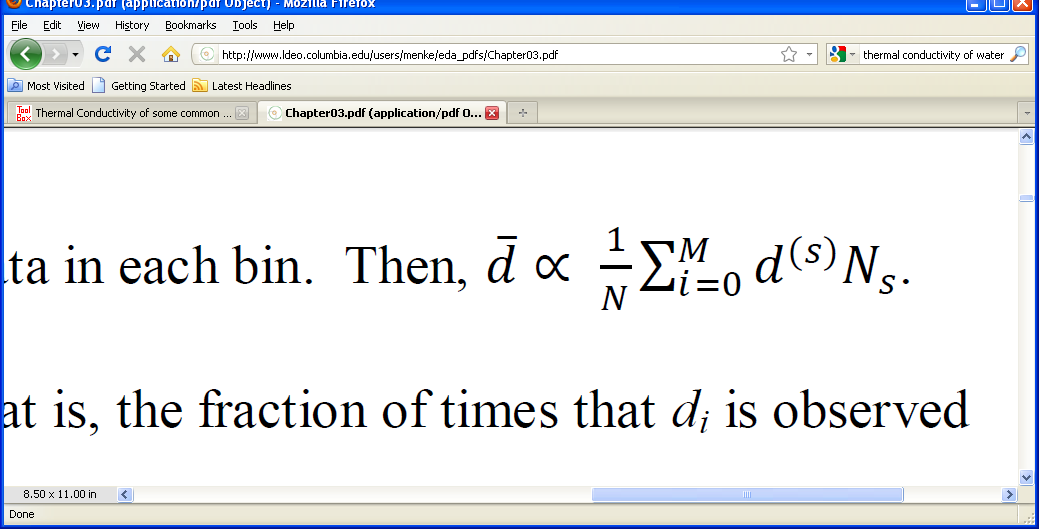 Chapter03.pdf (application/pdf Object) - Mozilla Firefox
File Edit View History Bookmarks Tools Help
http://www.ldeo.columbia.edu/users/menke/eda_pdfs/Chapter03.pdf
thermal conductivity of water
Most Visited Getting Started Latest Headlines
Tool Box Thermal Conductivity of some common ... Chapter03.pdf (application/pdf O...
ta in each bin. Then, d̄ ∝ 1/N ∑_{i=0}^{M} d^{(s)} N_s.
at is, the fraction of times that d_i is observed
8.50 x 11.00 in
Done